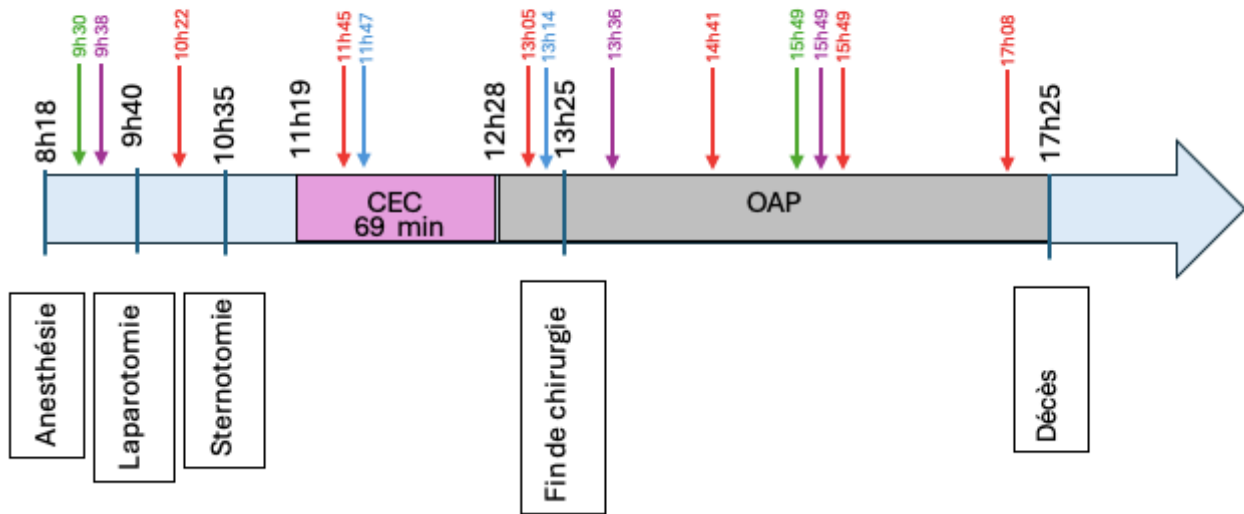 9h30
9h38
10h22
11h45
11h47
13h05
13h14
13h36
14h41
15h49
15h49
15h49
17h08
8h18
9h40
10h35
11h19
12h28
13h25
17h25
CEC
69 min
OAP
Anesthésie
Laparotomie
Sternotomie
Fin de chirurgie
Décès